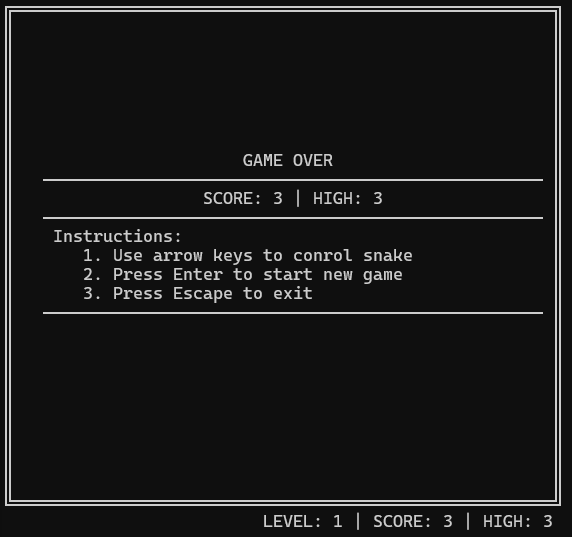 GAME OVER
SCORE: 3 | HIGH: 3
Instructions:
1. Use arrow keys to conrol snake
2. Press Enter to start new game
3. Press Escape to exit
LEVEL: 1 | SCORE: 3 | HIGH: 3